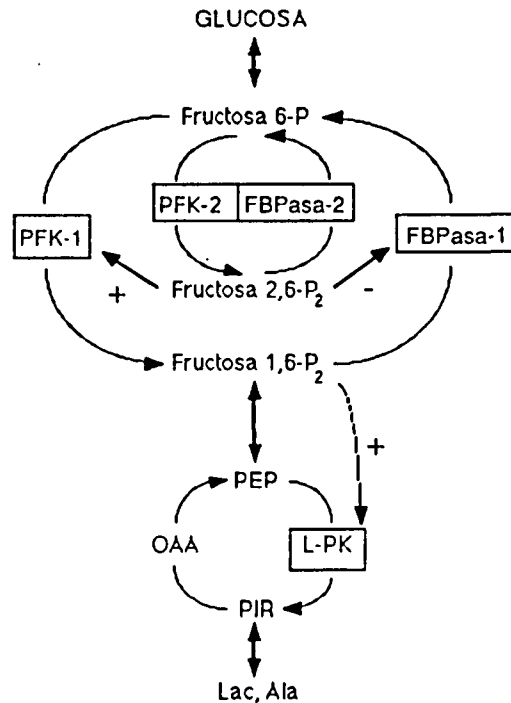 GLUCOSA
Fructosa 6-P
PFK-2 FBPasa-2
PFK-1
FBPasa-1
+ Fructosa 2,6-P₂ -
Fructosa 1,6-P₂
+
PEP
OAA
L-PK
PIR
Lac, Ala